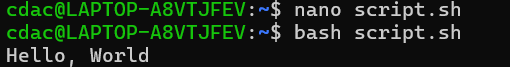 cdac@LAPTOP-A8VTJFEV:~$ nano script.sh
cdac@LAPTOP-A8VTJFEV:~$ bash script.sh
Hello, World